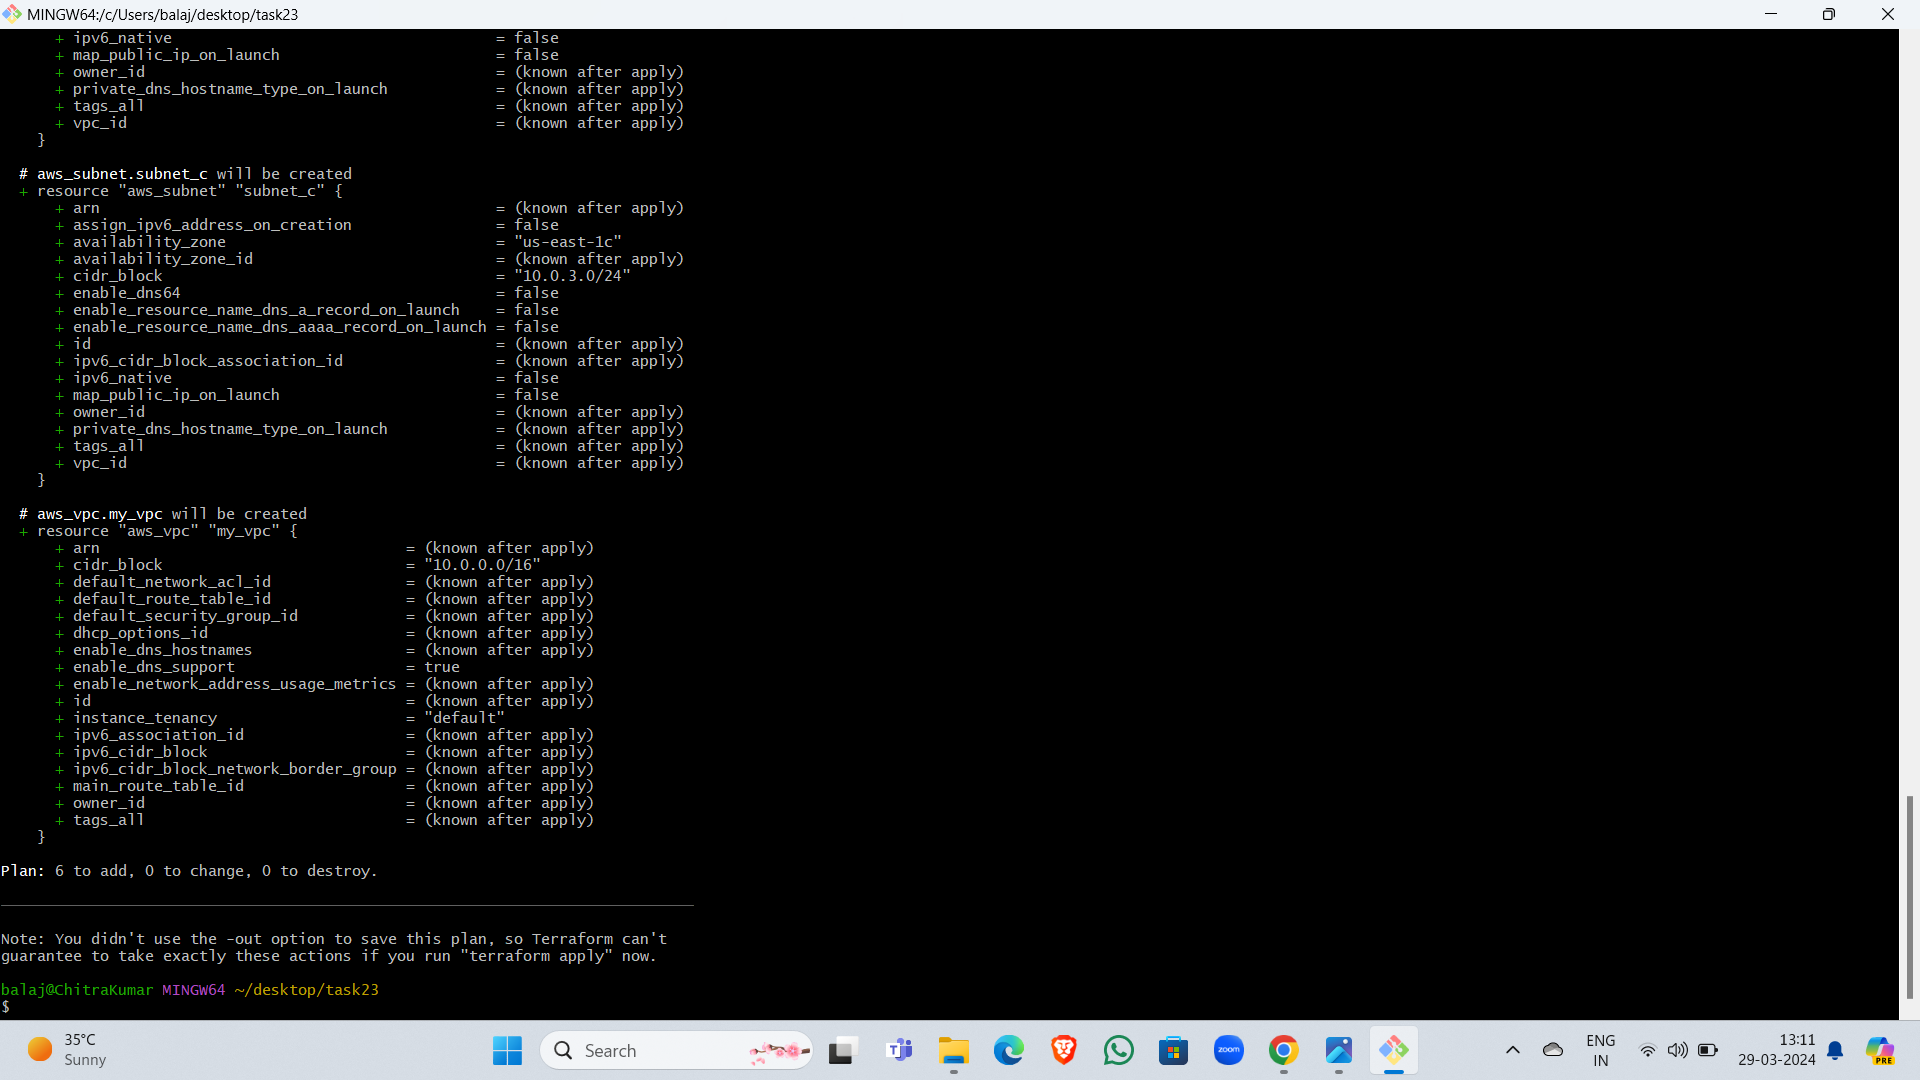 MINGW64:/c/Users/balaj/desktop/task23
+ ipv6_native = false
+ map_public_ip_on_launch = false
+ owner_id = (known after apply)
+ private_dns_hostname_type_on_launch = (known after apply)
+ tags_all = (known after apply)
+ vpc_id = (known after apply)
}
# aws_subnet.subnet_c will be created
+ resource "aws_subnet" "subnet_c" {
+ arn = (known after apply)
+ assign_ipv6_address_on_creation = false
+ availability_zone = "us-east-1c"
+ availability_zone_id = (known after apply)
+ cidr_block = "10.0.3.0/24"
+ enable_dns64 = false
+ enable_resource_name_dns_a_record_on_launch = false
+ enable_resource_name_dns_aaaa_record_on_launch = false
+ id = (known after apply)
+ ipv6_cidr_block_association_id = (known after apply)
+ ipv6_native = false
+ map_public_ip_on_launch = false
+ owner_id = (known after apply)
+ private_dns_hostname_type_on_launch = (known after apply)
+ tags_all = (known after apply)
+ vpc_id = (known after apply)
}
# aws_vpc.my_vpc will be created
+ resource "aws_vpc" "my_vpc" {
+ arn = (known after apply)
+ cidr_block = "10.0.0.0/16"
+ default_network_acl_id = (known after apply)
+ default_route_table_id = (known after apply)
+ default_security_group_id = (known after apply)
+ dhcp_options_id = (known after apply)
+ enable_dns_hostnames = (known after apply)
+ enable_dns_support = true
+ enable_network_address_usage_metrics = (known after apply)
+ id = (known after apply)
+ instance_tenancy = "default"
+ ipv6_association_id = (known after apply)
+ ipv6_cidr_block = (known after apply)
+ ipv6_cidr_block_network_border_group = (known after apply)
+ main_route_table_id = (known after apply)
+ owner_id = (known after apply)
+ tags_all = (known after apply)
}
Plan: 6 to add, 0 to change, 0 to destroy.
Note: You didn't use the -out option to save this plan, so Terraform can't
guarantee to take exactly these actions if you run "terraform apply" now.
balaj@ChitraKumar MINGW64 ~/desktop/task23
$
35°C
Sunny
Search
zoom
ENG
IN
13:11
29-03-2024
PRE